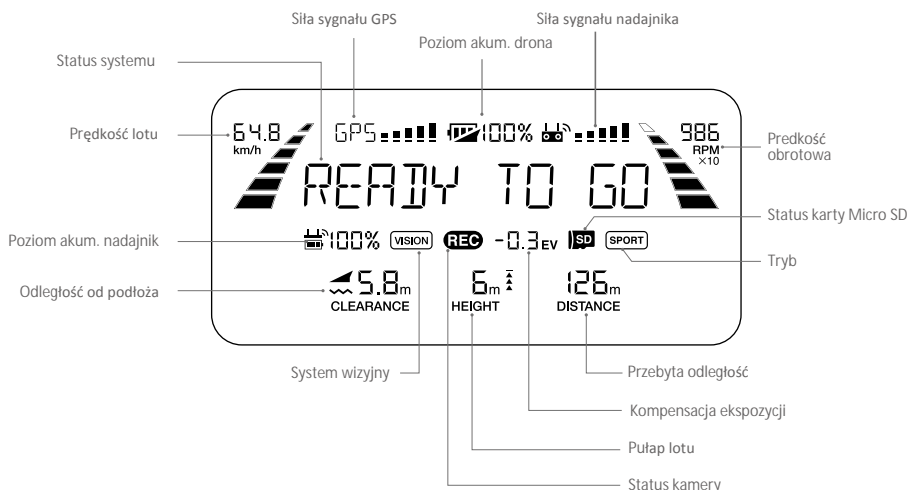 Siła sygnału GPS
Siła sygnału nadajnika
Poziom akum. drona
Status systemu
Prędkość lotu
64.8
km/h
GPS
100%
986
RPM
×10
Predkość
obrotowa
READY TO GO
Status karty Micro SD
Poziom akum. nadajnik
100%
VISION
REC
-0.3 EV
SD
SPORT
Tryb
Odległość od podłoża
5.8m
CLEARANCE
6m
HEIGHT
126m
DISTANCE
System wizyjny
Przebyta odległość
Kompensacja ekspozycji
Pułap lotu
Status kamery